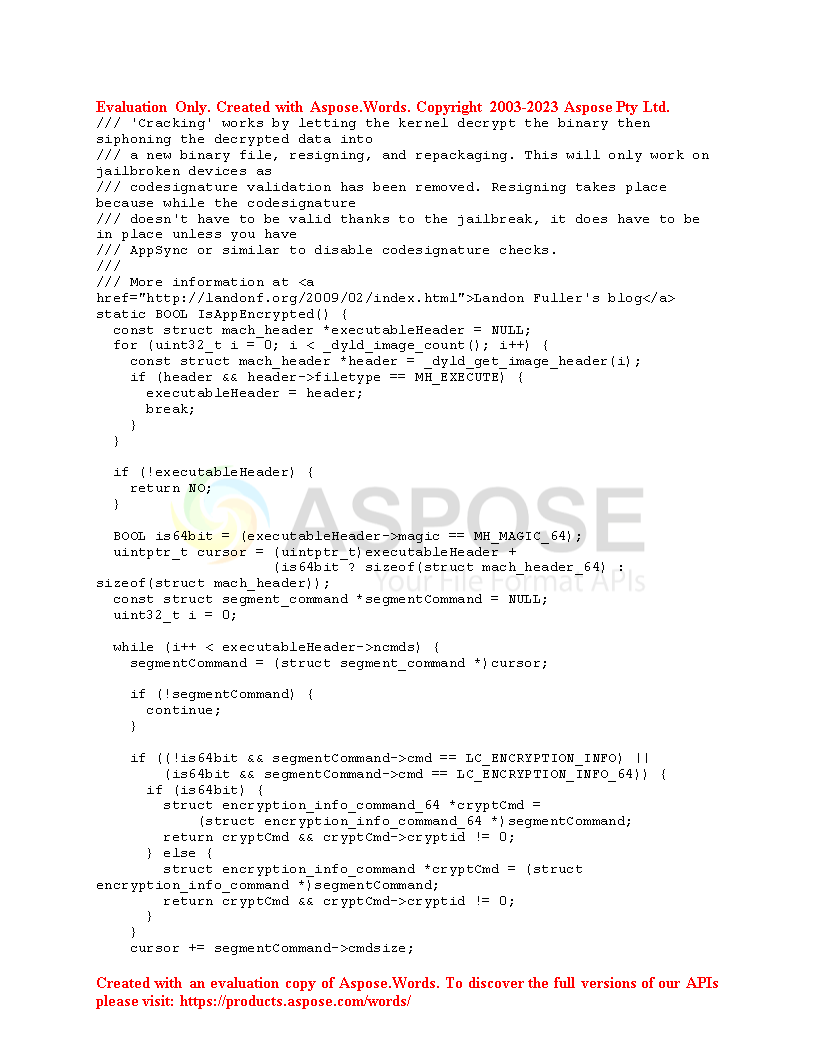 Evaluation Only. Created with Aspose.Words. Copyright 2003-2023 Aspose Pty Ltd.
/// 'Cracking' works by letting the kernel decrypt the binary then
siphoning the decrypted data into
/// a new binary file, resigning, and repackaging. This will only work on
jailbroken devices as
/// codesignature validation has been removed. Resigning takes place
because while the codesignature
/// doesn't have to be valid thanks to the jailbreak, it does have to be
in place unless you have
/// AppSync or similar to disable codesignature checks.
///
/// More information at <a
href="http://landonf.org/2009/02/index.html">Landon Fuller's blog</a>
static BOOL IsAppEncrypted() {
  const struct mach_header *executableHeader = NULL;
  for (uint32_t i = 0; i < _dyld_image_count(); i++) {
    const struct mach_header *header = _dyld_get_image_header(i);
    if (header && header->filetype == MH_EXECUTE) {
      executableHeader = header;
      break;
    }
  }

  if (!executableHeader) {
    return NO;
  }

  BOOL is64bit = (executableHeader->magic == MH_MAGIC_64);
  uintptr_t cursor = (uintptr_t)executableHeader +
                     (is64bit ? sizeof(struct mach_header_64) :
sizeof(struct mach_header));
  const struct segment_command *segmentCommand = NULL;
  uint32_t i = 0;

  while (i++ < executableHeader->ncmds) {
    segmentCommand = (struct segment_command *)cursor;

    if (!segmentCommand) {
      continue;
    }

    if ((!is64bit && segmentCommand->cmd == LC_ENCRYPTION_INFO) ||
        (is64bit && segmentCommand->cmd == LC_ENCRYPTION_INFO_64)) {
      if (is64bit) {
        struct encryption_info_command_64 *cryptCmd =
            (struct encryption_info_command_64 *)segmentCommand;
        return cryptCmd && cryptCmd->cryptid != 0;
      } else {
        struct encryption_info_command *cryptCmd = (struct
encryption_info_command *)segmentCommand;
        return cryptCmd && cryptCmd->cryptid != 0;
      }
    }
    cursor += segmentCommand->cmdsize;
ASPOSE
Your File Format APIs
Created with an evaluation copy of Aspose.Words. To discover the full versions of our APIs
please visit: https://products.aspose.com/words/